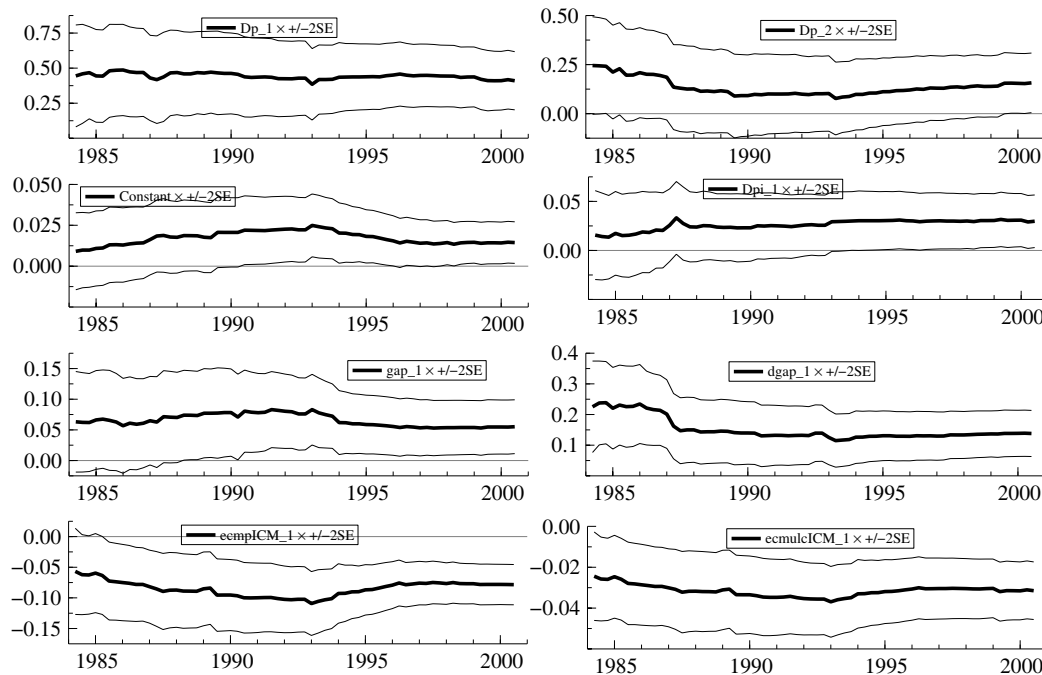 0.75
0.50
0.25
Dp_1 × +/−2SE
1985 1990 1995 2000
0.50
0.25
0.00
Dp_2 × +/−2SE
1985 1990 1995 2000
0.050
0.025
0.000
Constant × +/−2SE
1985 1990 1995 2000
0.05
0.00
Dpi_1 × +/−2SE
1985 1990 1995 2000
0.15
0.10
0.05
0.00
gap_1 × +/−2SE
1985 1990 1995 2000
0.4
0.3
0.2
0.1
dgap_1 × +/−2SE
1985 1990 1995 2000
0.00
−0.05
−0.10
−0.15
ecmpICM_1 × +/−2SE
1985 1990 1995 2000
0.00
−0.02
−0.04
ecmulcICM_1 × +/−2SE
1985 1990 1995 2000